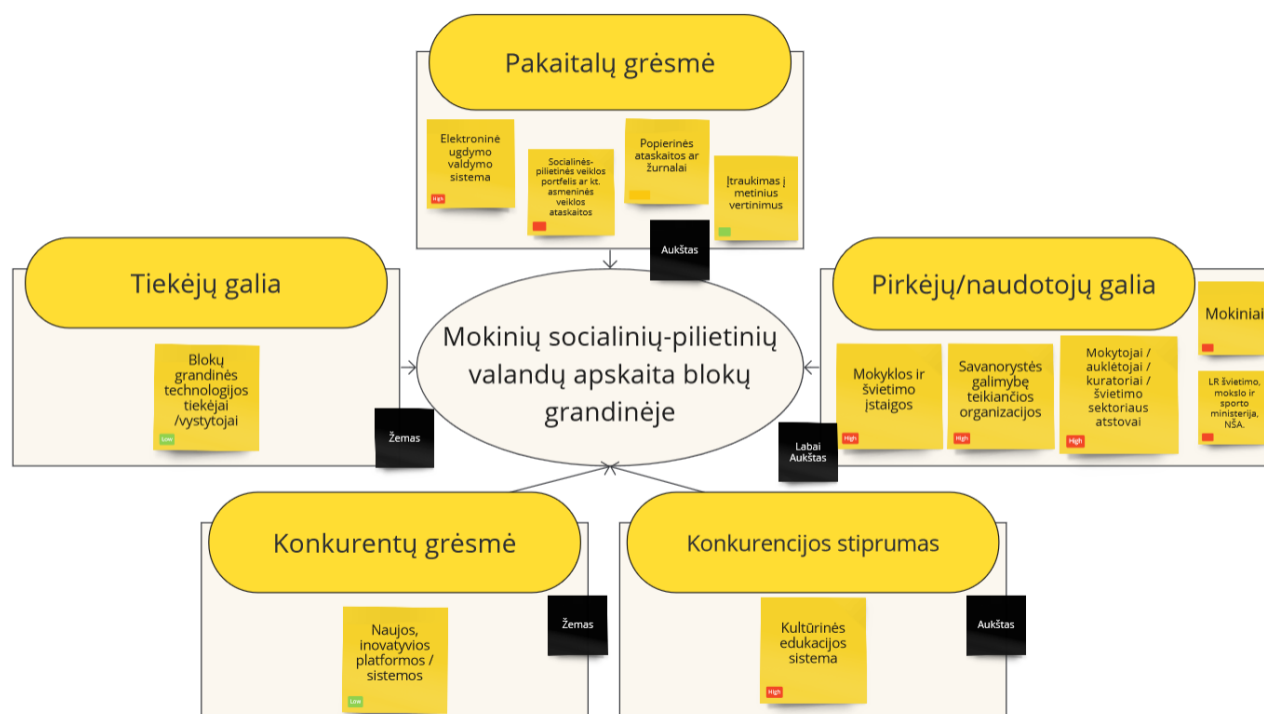 Pakaitalų grėsmė
Elektroninė
ugdymo
valdymo
sistema
High
Socialinės-
pilietinės veiklos
portfelis ar kt.
asmeninės
veiklos
ataskaitos
Popierinės
ataskaitos ar
žurnalai
Įtraukimas į
metinius
vertinimus
Aukštas
Tiekėjų galia
Blokų
grandinės
technologijos
tiekėjai
/vystytojai
Low
Žemas
Mokinių socialinių-pilietinių
valandų apskaita blokų
grandinėje
Pirkėjų/naudotojų galia
Mokiniai
Mokyklos ir
švietimo
įstaigos
High
Savanorystės
galimybę
teikiančios
organizacijos
High
Mokytojai /
auklėtojai /
kuratoriai /
švietimo
sektoriaus
atstovai
High
LR švietimo,
mokslo ir
sporto
ministerija,
NŠA.
Labai
Aukštas
Konkurentų grėsmė
Naujos,
inovatyvios
platformos /
sistemos
Low
Žemas
Konkurencijos stiprumas
Kultūrinės
edukacijos
sistema
High
Aukštas